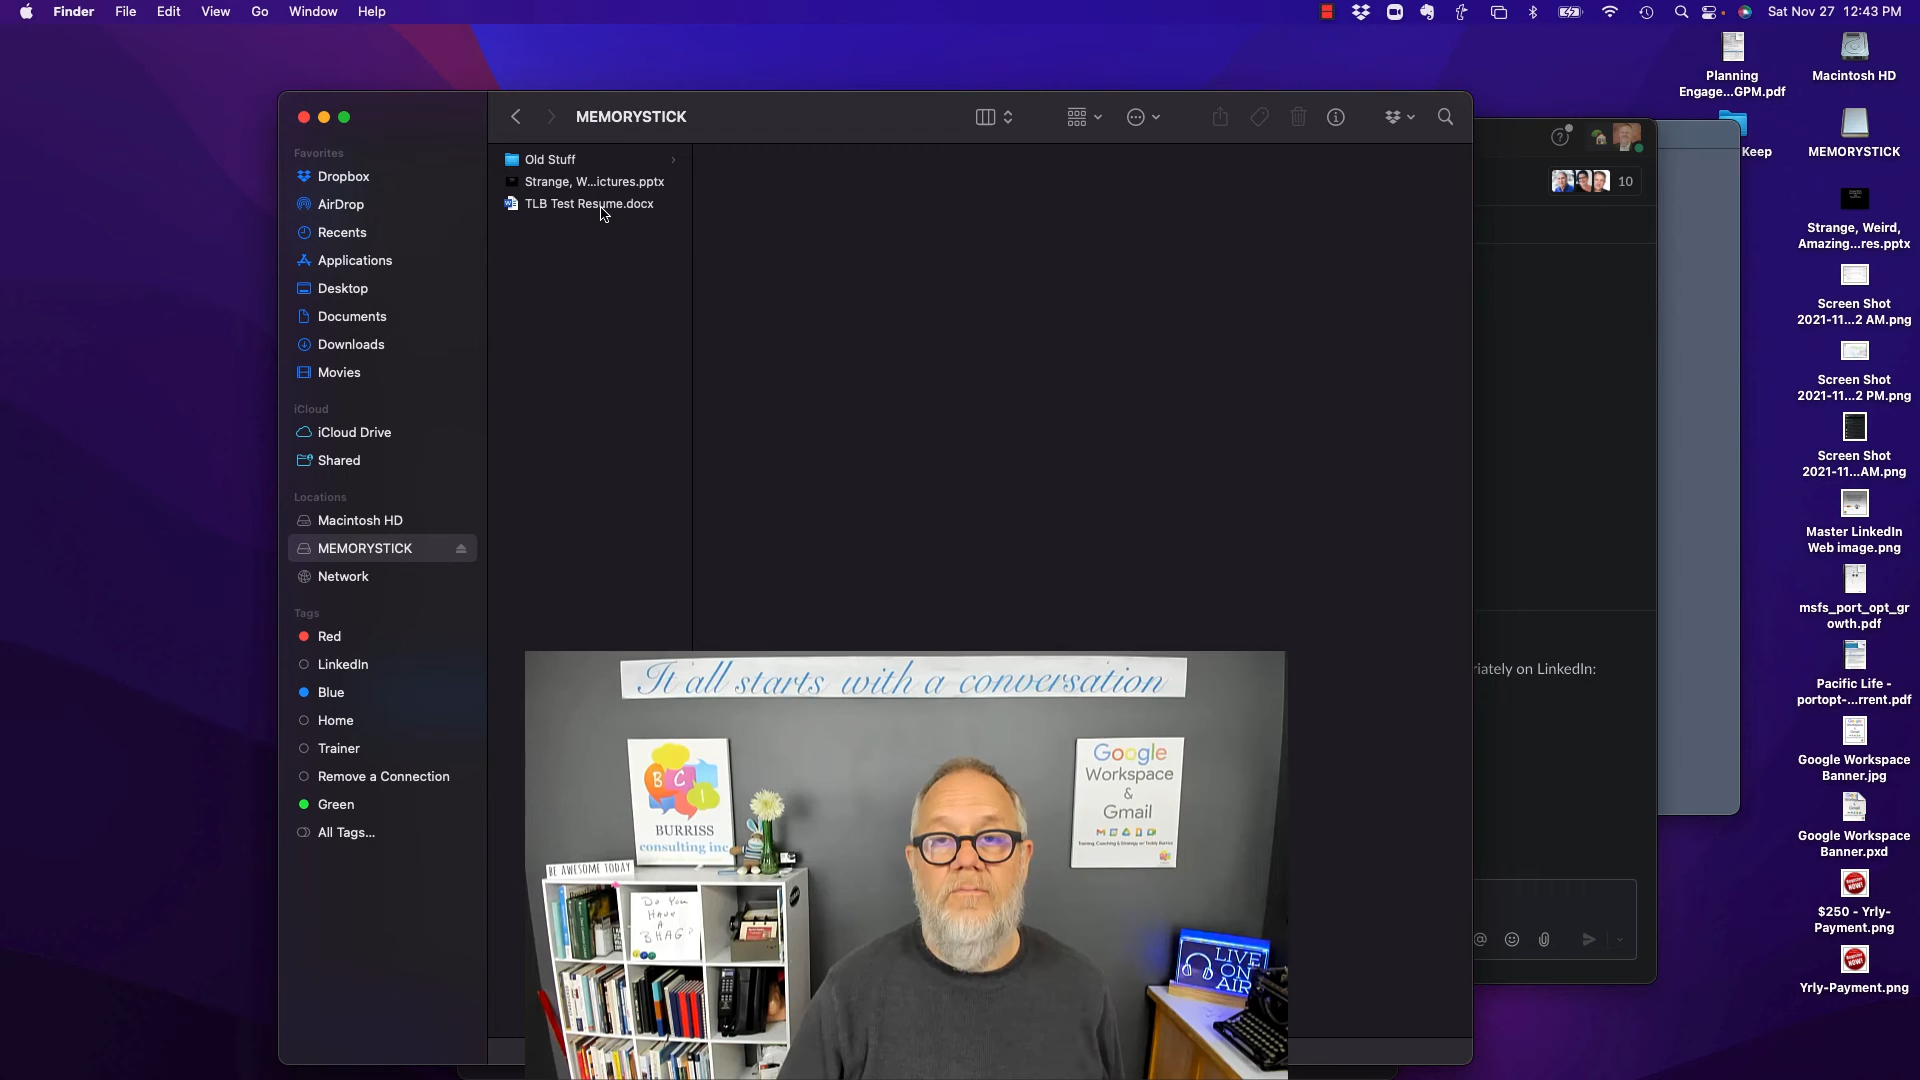 Finder File Edit View Go Window Help
Sat Nov 27 12:43 PM
MEMORYSTICK
Favorites
Dropbox
AirDrop
Recents
Applications
Desktop
Documents
Downloads
Movies
iCloud
iCloud Drive
Shared
Locations
Macintosh HD
MEMORYSTICK
Network
Tags
Red
LinkedIn
Blue
Home
Trainer
Remove a Connection
Green
All Tags...
Old Stuff
Strange, W...ictures.pptx
TLB Test Resume.docx
10
riately on LinkedIn:
Planning
Engage...GPM.pdf
Keep
Macintosh HD
MEMORYSTICK
Strange, Weird,
Amazing...res.pptx
Screen Shot
2021-11...2 AM.png
Screen Shot
2021-11...2 PM.png
Screen Shot
2021-11...AM.png
Master LinkedIn
Web image.png
msfs_port_opt_gr
owth.pdf
Pacific Life -
portopt-...rrent.pdf
Google Workspace
Banner.jpg
Google Workspace
Banner.pxd
$250 - Yrly-
Payment.png
Yrly-Payment.png
It all starts with a conversation
B C I
BURRISS
consulting inc
Google
Workspace
&
Gmail
Training, Coaching & Strategy w/ Teddy Burriss
BE AWESOME TODAY
DO YOU
HAVE
A
BHAG?
LIVE
ON
AIR